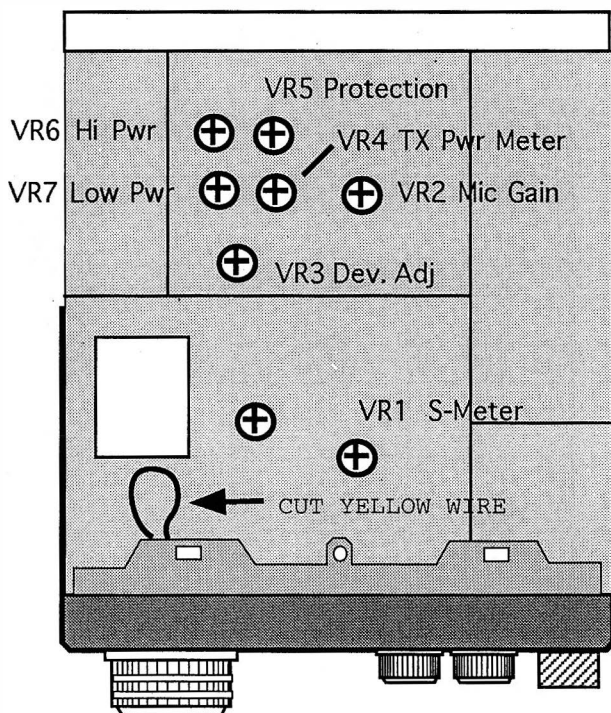 VR5 Protection
VR6 Hi Pwr
VR4 TX Pwr Meter
VR7 Low Pwr
VR2 Mic Gain
VR3 Dev. Adj
VR1 S-Meter
CUT YELLOW WIRE